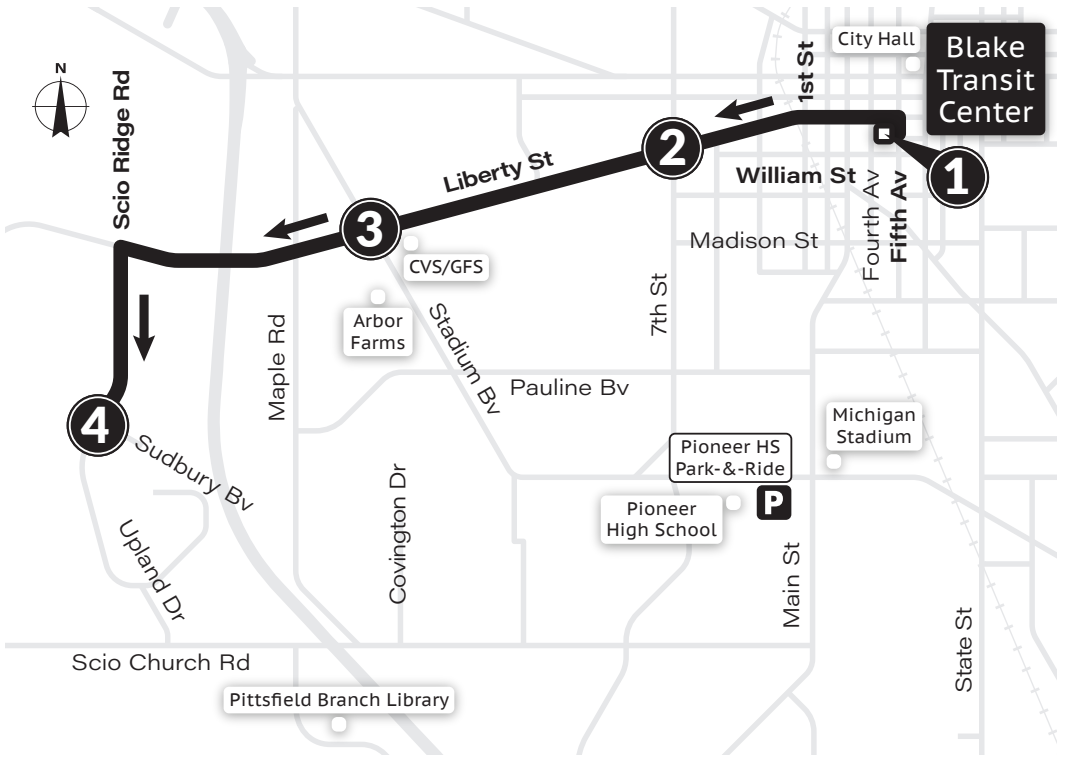 N
Scio Ridge Rd
1st St
City Hall
Blake
Transit
Center
2
Liberty St
William St
1
3
Fourth Av
Fifth Av
Madison St
CVS/GFS
Arbor
Farms
7th St
Maple Rd
Stadium Bv
Pauline Bv
4
Sudbury Bv
Michigan
Stadium
Pioneer HS
Park-&-Ride
P
Pioneer
High School
Upland Dr
Covington Dr
Main St
State St
Scio Church Rd
Pittsfield Branch Library